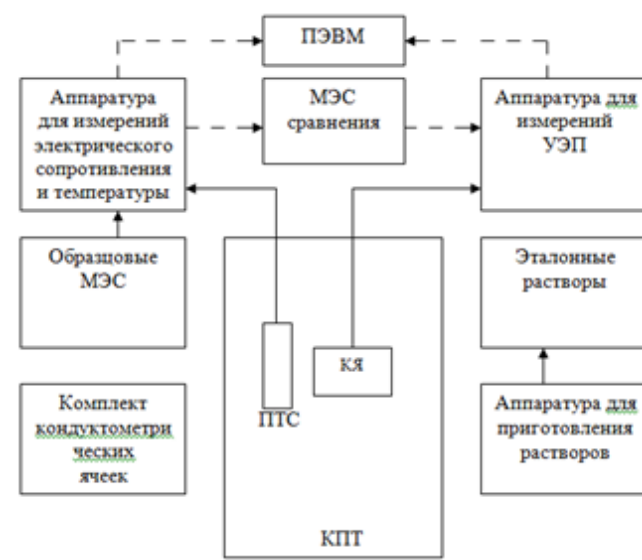 ПЭВМ
Аппаратура
для измерений
электрического
сопротивления
и температуры
МЭС
сравнения
Аппаратура для
измерений
УЭП
Образцовые
МЭС
Эталонные
растворы
ПТС
КЯ
Комплект
кондуктометри
ческих
ячеек
Аппаратура для
приготовления
растворов
КПТ